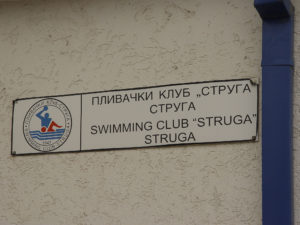 ПЛИВАЧКИ КЛУБ „СТРУГА”
СТРУГА
SWIMMING CLUB “STRUGA”
STRUGA